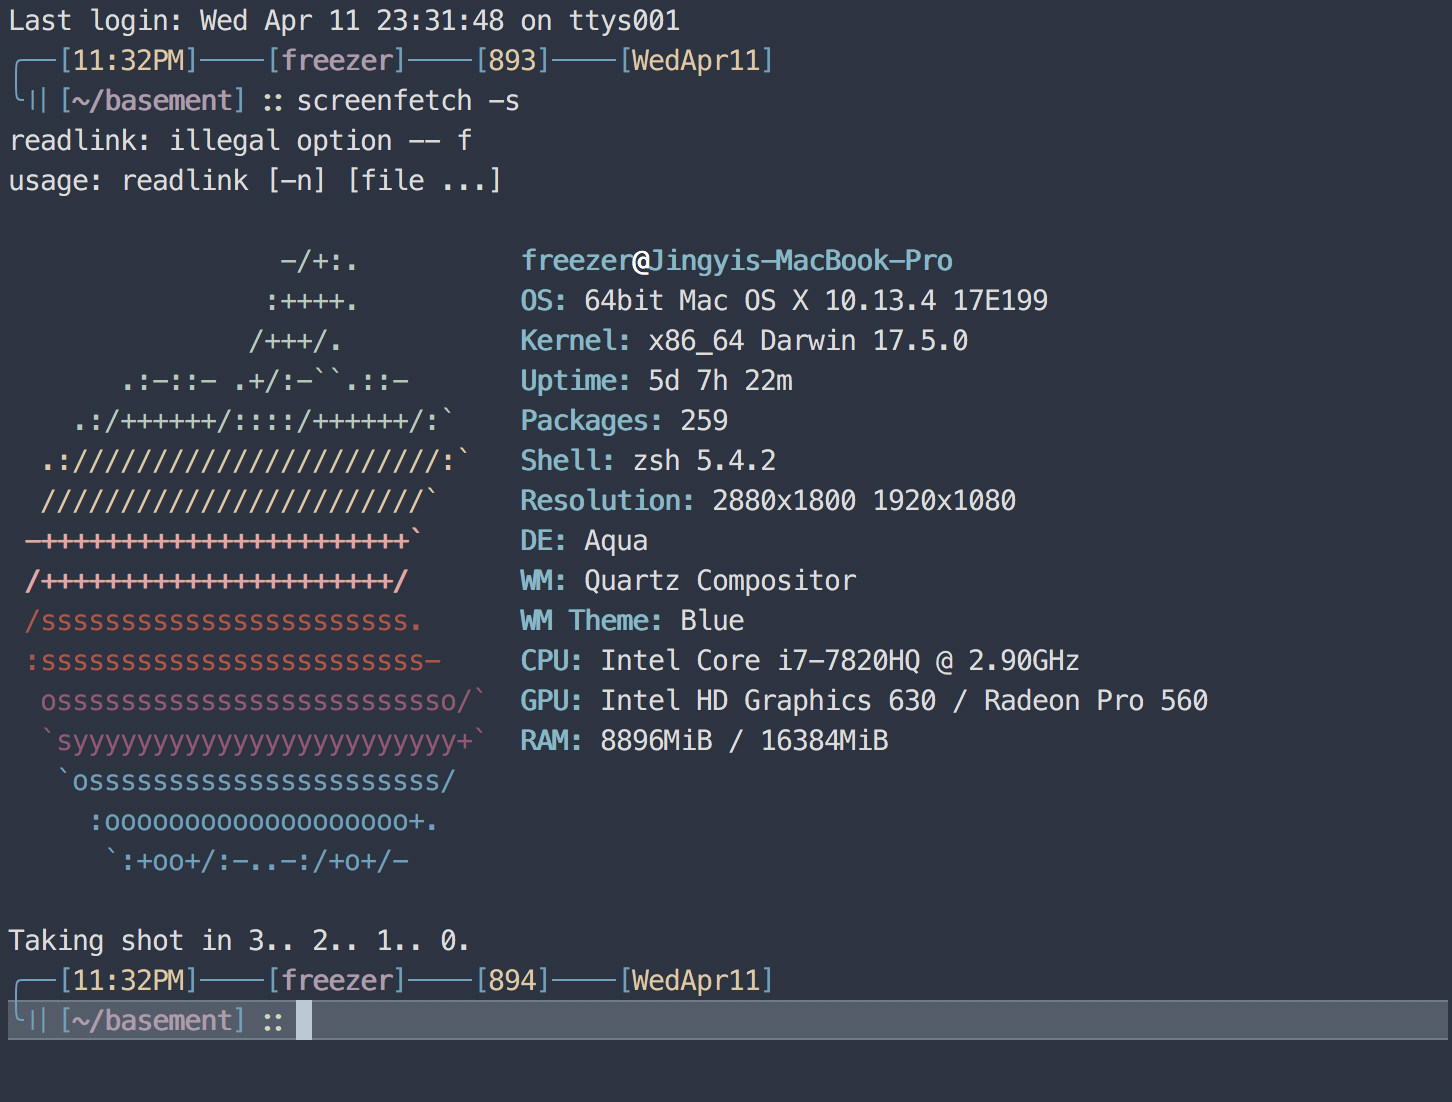 Last login: Wed Apr 11 23:31:48 on ttys001
╭──[11:32PM]────[freezer]────[893]────[WedApr11]
╰|| [~/basement] :: screenfetch -s
readlink: illegal option -- f
usage: readlink [-n] [file ...]

                 -/+:.          freezer@Jingyis-MacBook-Pro
                :++++.          OS: 64bit Mac OS X 10.13.4 17E199
               /+++/.           Kernel: x86_64 Darwin 17.5.0
       .:-::- .+/:-``.::-       Uptime: 5d 7h 22m
    .:/++++++/::::/++++++/:`    Packages: 259
  .:///////////////////////:`   Shell: zsh 5.4.2
  ////////////////////////`     Resolution: 2880x1800 1920x1080
 -+++++++++++++++++++++++`      DE: Aqua
 /++++++++++++++++++++++/       WM: Quartz Compositor
 /sssssssssssssssssssssss.      WM Theme: Blue
 :ssssssssssssssssssssssss-     CPU: Intel Core i7-7820HQ @ 2.90GHz
  osssssssssssssssssssssssso/`  GPU: Intel HD Graphics 630 / Radeon Pro 560
  `syyyyyyyyyyyyyyyyyyyyyyyy+`  RAM: 8896MiB / 16384MiB
   `ossssssssssssssssssssss/
     :ooooooooooooooooooo+.
      `:+oo+/:-..-:/+o+/-

Taking shot in 3.. 2.. 1.. 0.
╭──[11:32PM]────[freezer]────[894]────[WedApr11]
╰|| [~/basement] ::